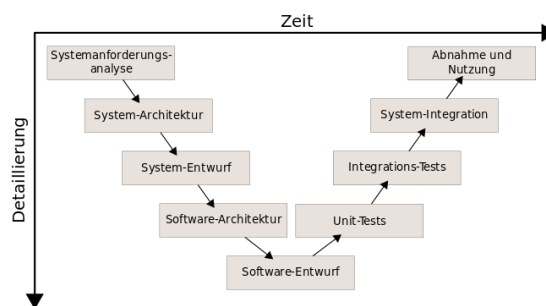 Zeit
Detaillierung
Systemanforderungs-
analyse
System-Architektur
System-Entwurf
Software-Architektur
Software-Entwurf
Unit-Tests
Integrations-Tests
System-Integration
Abnahme und
Nutzung